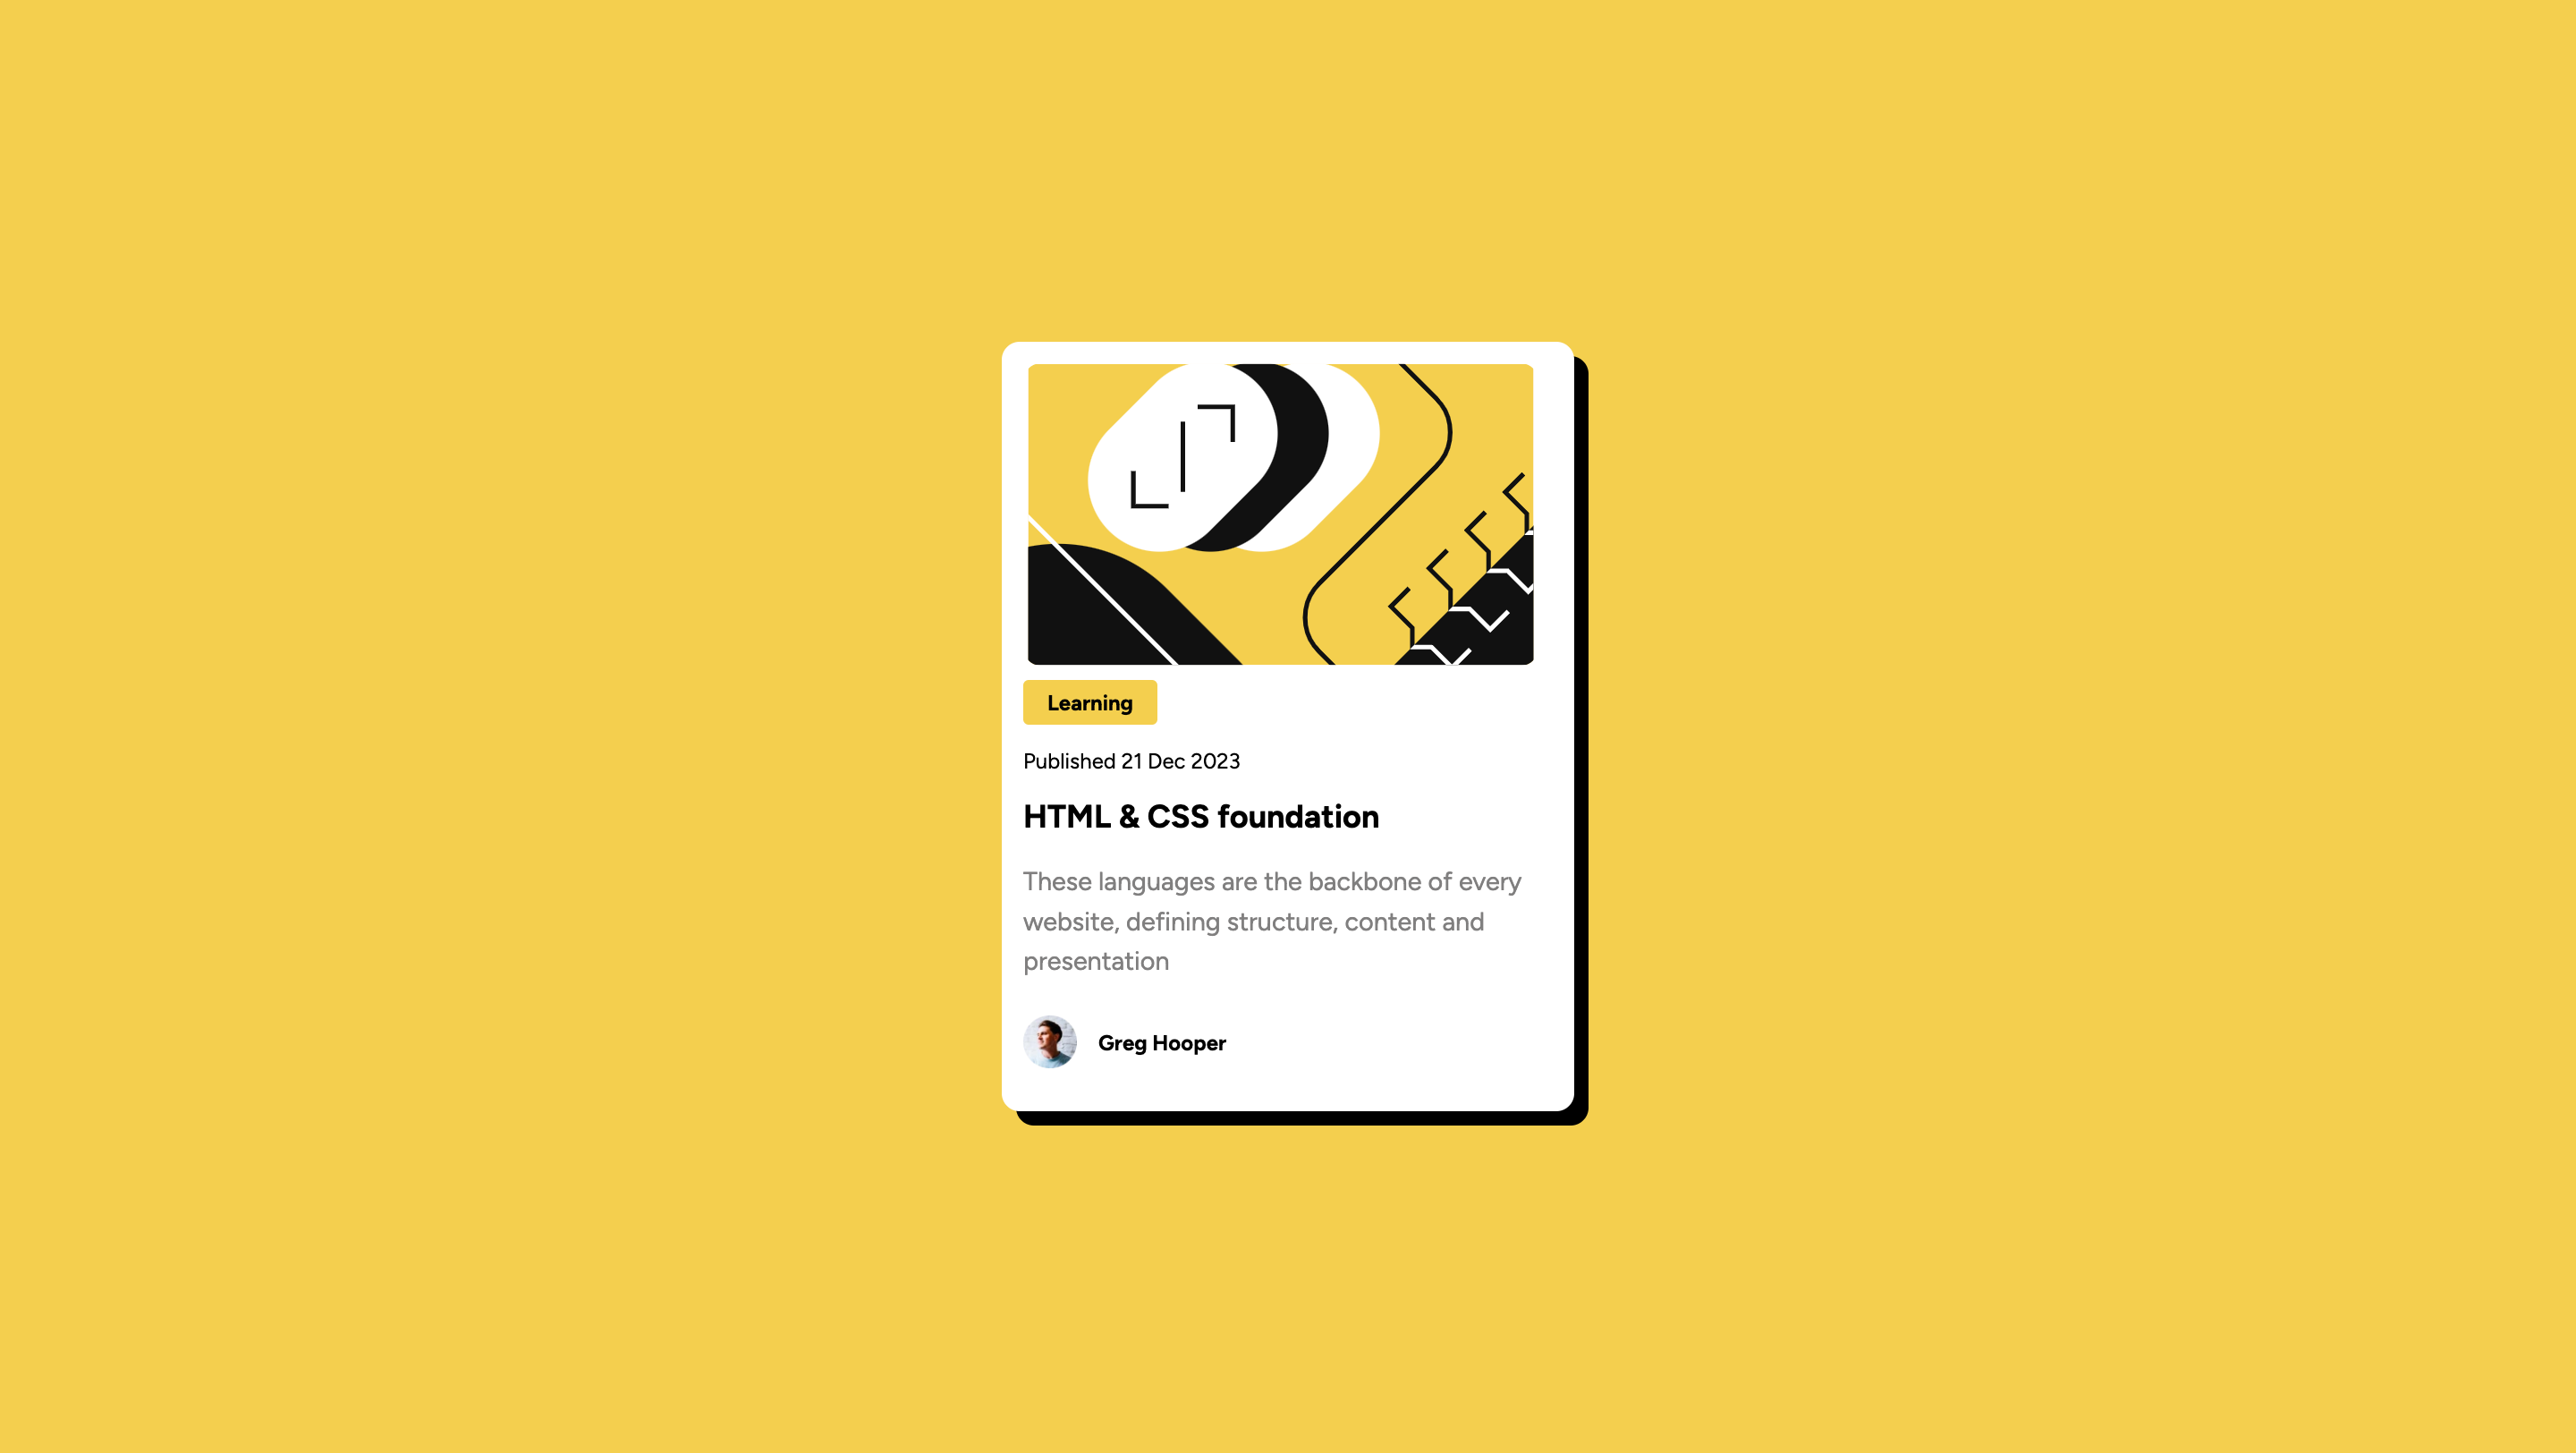 Learning
Published 21 Dec 2023
HTML & CSS foundation
These languages are the backbone of every
website, defining structure, content and
presentation
Greg Hooper